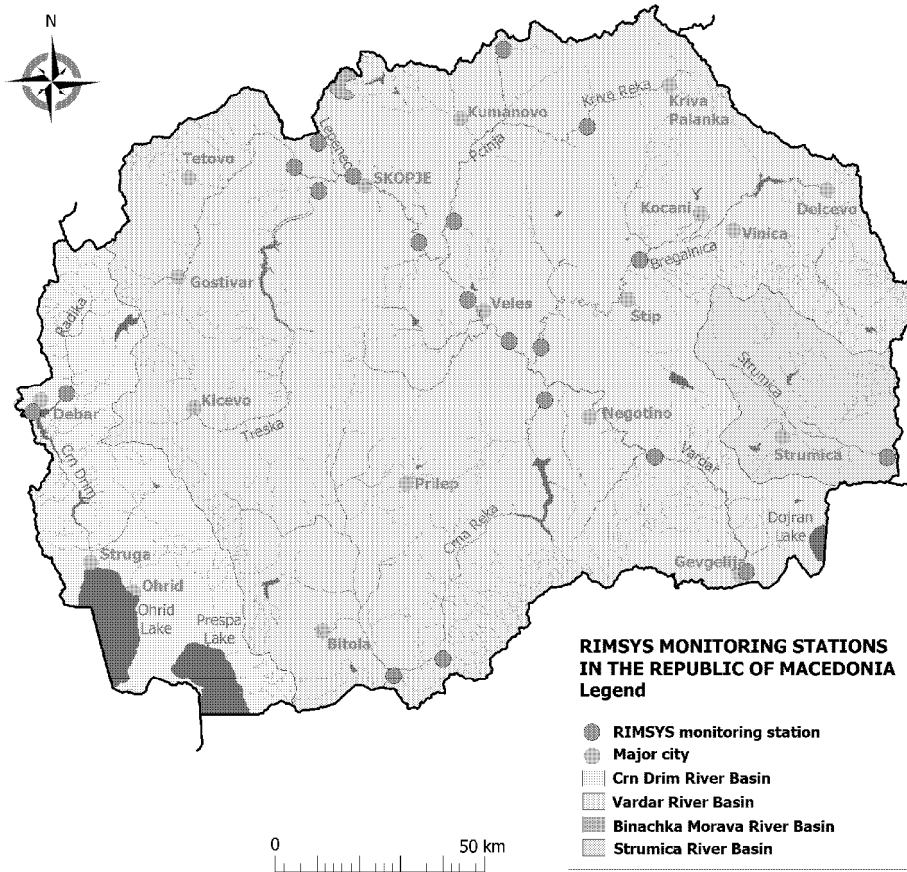 N
Kumanovo
Kriva Reka
Kriva
Palanka
Pcinja
Lepenec
Tetovo
SKOPJE
Kocani
Delcevo
Vinica
Bregalnica
Gostivar
Radika
Veles
Stip
Strumica
Debar
Kicevo
Treska
Negotino
Crn Drim
Vardar
Strumica
Prilep
Crna Reka
Dojran
Lake
Struga
Gevgelija
Ohrid
Ohrid
Lake
Prespa
Lake
Bitola
RIMSYS MONITORING STATIONS
IN THE REPUBLIC OF MACEDONIA
Legend
RIMSYS monitoring station
Major city
Crn Drim River Basin
Vardar River Basin
Binachka Morava River Basin
Strumica River Basin
0 50 km